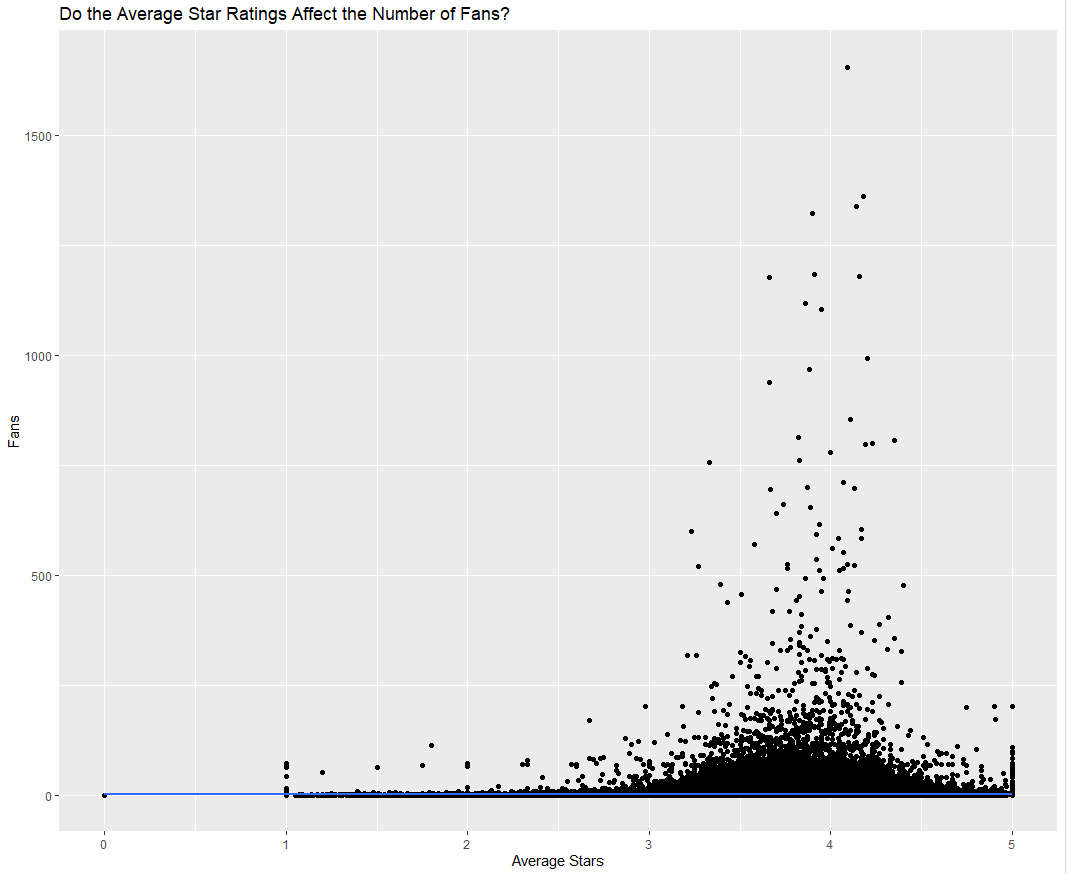 Do the Average Star Ratings Affect the Number of Fans?
1500
1000
500
0
Fans
0 1 2 3 4 5
Average Stars